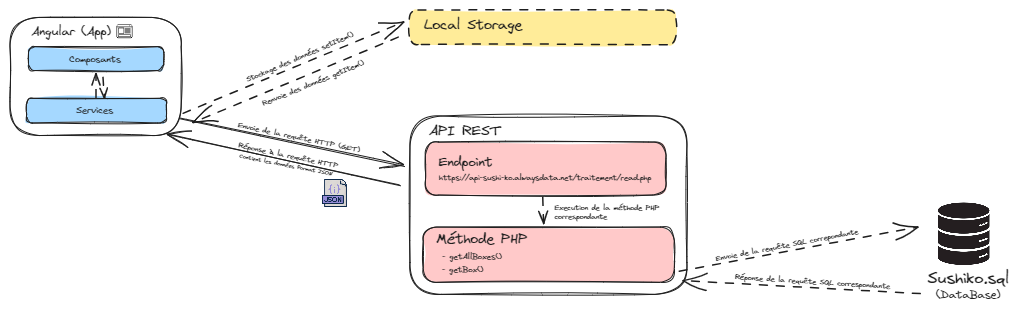 Angular (App)
Composants
Services
Local Storage
Stockage des données setItem()
Renvoie des données getItem()
Envoie de la requête HTTP (GET)
Réponse à la requête HTTP
contient les données format JSON
{i}
JSON
API REST
Endpoint
https://api-sushi-ko.alwaysdata.net/traitement/read.php
Execution de la méthode PHP
correspondante
Méthode PHP
- getAllBoxes()
- getBox()
Envoie de la requête SQL correpondante
Réponse de la requête SQL correspondante
Sushiko.sql
(DataBase)